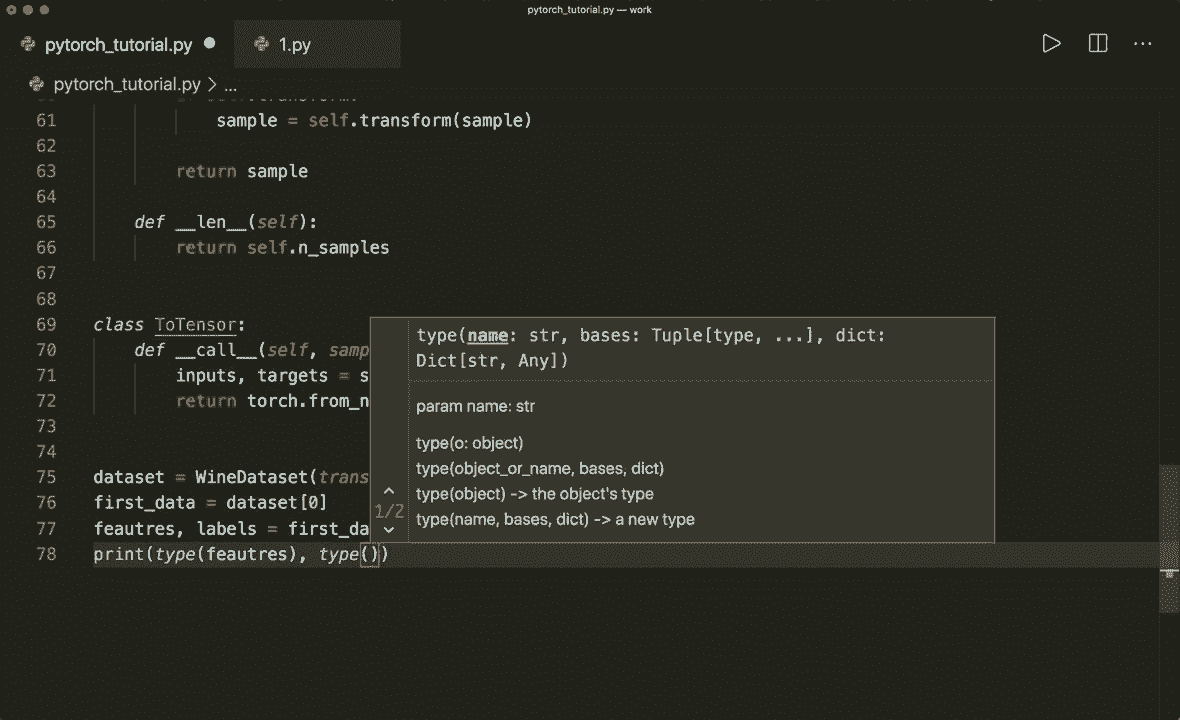 pytorch_tutorial.py — work
pytorch_tutorial.py 1.py
pytorch_tutorial.py > ...
61 sample = self.transform(sample)
62
63 return sample
64
65 def __len__(self):
66 return self.n_samples
67
68
69 class ToTensor:
70 def __call__(self, samp
71 inputs, targets = s
72 return torch.from_n
73
74
75 dataset = WineDataset(trans
76 first_data = dataset[0]
77 feautres, labels = first_da
78 print(type(feautres), type())
type(name: str, bases: Tuple[type, ...], dict:
Dict[str, Any])
param name: str
type(o: object)
type(object_or_name, bases, dict)
1/2 type(object) -> the object's type
type(name, bases, dict) -> a new type